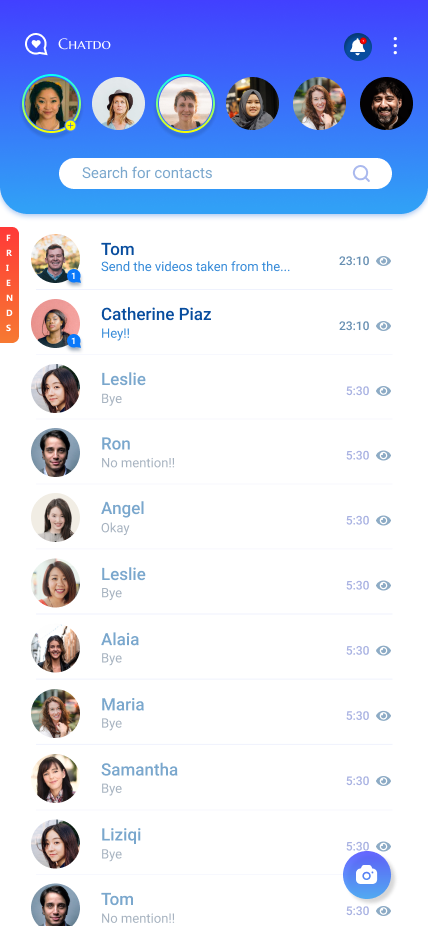 Chatdo
Search for contacts
FRIENDS
Tom
Send the videos taken from the...
23:10
1
Catherine Piaz
Hey!!
23:10
1
Leslie
Bye
5:30
Ron
No mention!!
5:30
Angel
Okay
5:30
Leslie
Bye
5:30
Alaia
Bye
5:30
Maria
Bye
5:30
Samantha
Bye
5:30
Liziqi
Bye
5:30
Tom
No mention!!
5:30